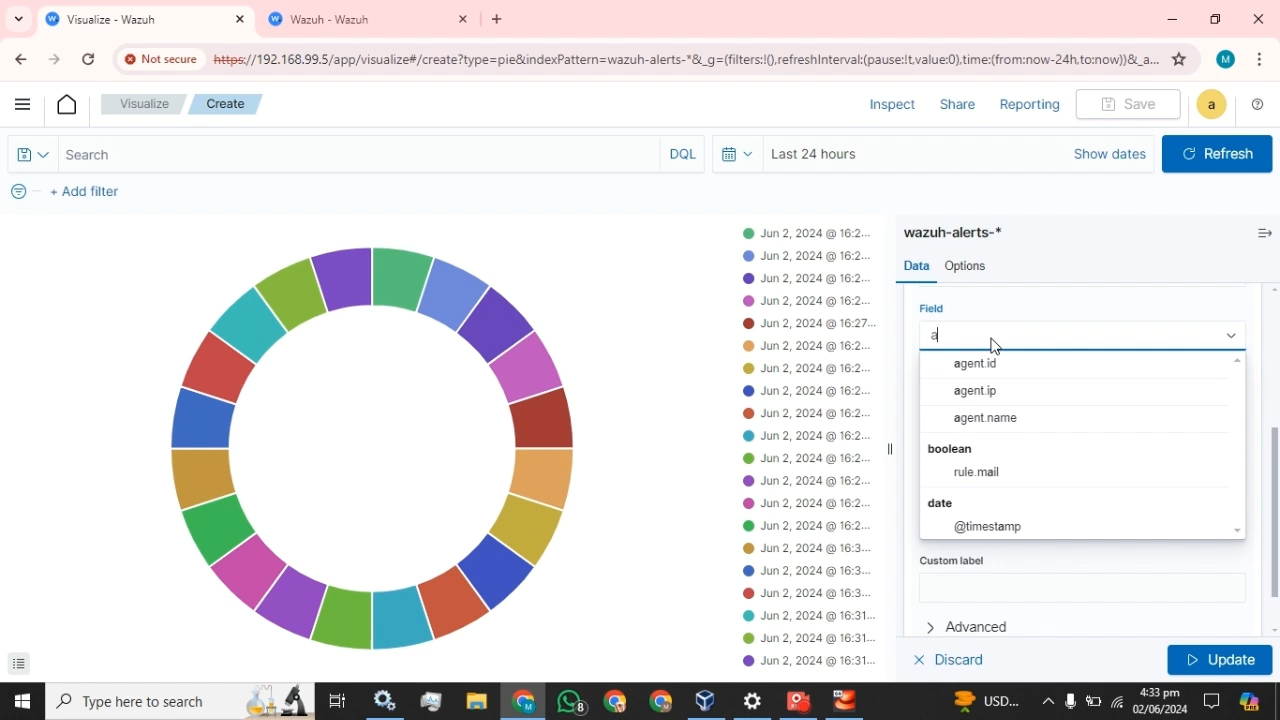 Visualize - Wazuh
Wazuh - Wazuh
Not secure
https://192.168.99.5/app/visualize#/create?type=pie&indexPattern=wazuh-alerts-*&_g=(filters:!(),refreshInterval:(pause:!t,value:0),time:(from:now-24h,to:now))&_a...
M
Visualize
Create
Inspect
Share
Reporting
Save
a
Search
DQL
Last 24 hours
Show dates
Refresh
+ Add filter
Jun 2, 2024 @ 16:2...
Jun 2, 2024 @ 16:2...
Jun 2, 2024 @ 16:2...
Jun 2, 2024 @ 16:2...
Jun 2, 2024 @ 16:27...
Jun 2, 2024 @ 16:2...
Jun 2, 2024 @ 16:2...
Jun 2, 2024 @ 16:2...
Jun 2, 2024 @ 16:2...
Jun 2, 2024 @ 16:2...
Jun 2, 2024 @ 16:2...
Jun 2, 2024 @ 16:2...
Jun 2, 2024 @ 16:2...
Jun 2, 2024 @ 16:2...
Jun 2, 2024 @ 16:3...
Jun 2, 2024 @ 16:3...
Jun 2, 2024 @ 16:3...
Jun 2, 2024 @ 16:31...
Jun 2, 2024 @ 16:31...
Jun 2, 2024 @ 16:31...
wazuh-alerts-*
Data
Options
Field
a
agent.id
agent.ip
agent.name
boolean
rule.mail
date
@timestamp
Custom label
Advanced
Discard
Update
Type here to search
8
USD...
4:33 pm
02/06/2024